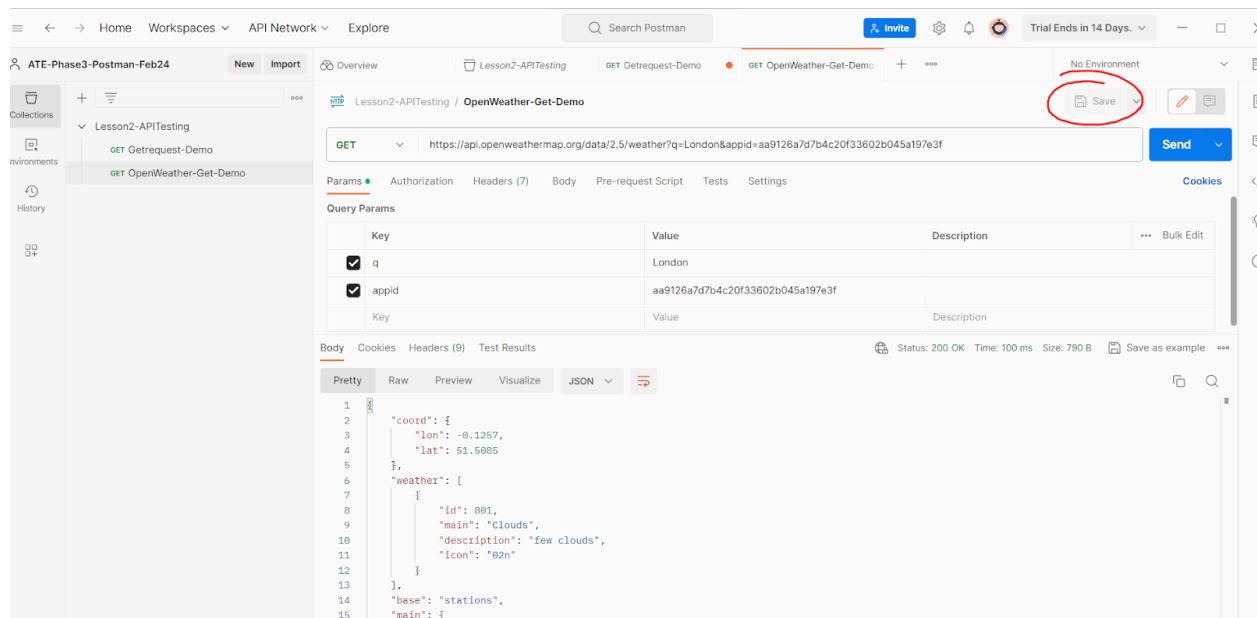 Home Workspaces API Network Explore Search Postman Invite Trial Ends in 14 Days.
ATE-Phase3-Postman-Feb24 New Import Overview Lesson2-APITesting GET Getrequest-Demo GET OpenWeather-Get-Demo No Environment
Collections
Lesson2-APITesting / OpenWeather-Get-Demo Save
Lesson2-APITesting
GET Getrequest-Demo
GET OpenWeather-Get-Demo
nvironments
History
GET https://api.openweathermap.org/data/2.5/weather?q=London&appid=aa9126a7d7b4c20f33602b045a197e3f Send
Params Authorization Headers (7) Body Pre-request Script Tests Settings Cookies
Query Params
Key Value Description Bulk Edit
q London
appid aa9126a7d7b4c20f33602b045a197e3f
Key Value Description
Body Cookies Headers (9) Test Results Status: 200 OK Time: 100 ms Size: 790 B Save as example
Pretty Raw Preview Visualize JSON
1 {
2 "coord": {
3 "lon": -0.1257,
4 "lat": 51.5085
5 },
6 "weather": [
7 {
8 "id": 801,
9 "main": "Clouds",
10 "description": "few clouds",
11 "icon": "02n"
12 }
13 ],
14 "base": "stations",
15 "main": {